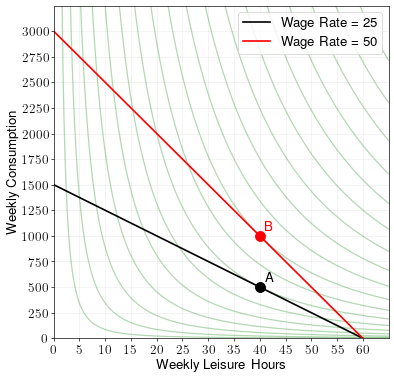 Wage Rate = 25
Wage Rate = 50
Weekly Consumption
3000
2750
2500
2250
2000
1750
1500
1250
1000
750
500
250
0
B
A
0 5 10 15 20 25 30 35 40 45 50 55 60
Weekly Leisure Hours